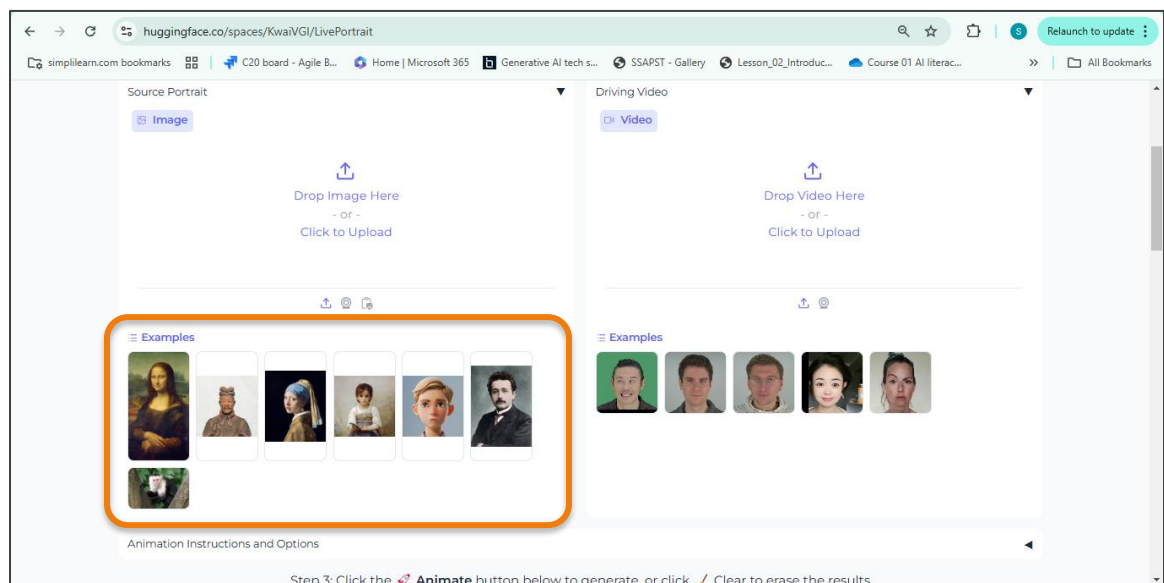 huggingface.co/spaces/KwaiVGI/LivePortrait
S
Relaunch to update
simplilearn.com bookmarks
C20 board - Agile B...
Home | Microsoft 365
Generative AI tech s...
SSAPST - Gallery
Lesson_02_Introduc...
Course 01 AI literac...
»
All Bookmarks
Source Portrait
Driving Video
Image
Video
Drop Image Here
- or -
Click to Upload
Drop Video Here
- or -
Click to Upload
Examples
Examples
Animation Instructions and Options
Step 3: Click the 🚀 Animate button below to generate, or click 🧹 Clear to erase the results.